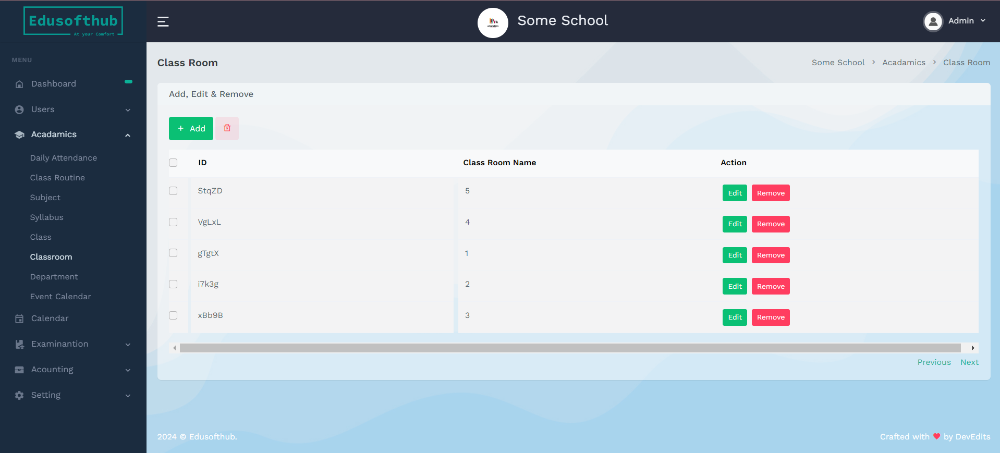 Edusofthub
At your Comfort
education
Some School
Admin
MENU
Dashboard
Users
Acadamics
Daily Attendance
Class Routine
Subject
Syllabus
Class
Classroom
Department
Event Calendar
Calendar
Examinantion
Acounting
Setting
Class Room
Some School > Acadamics > Class Room
Add, Edit & Remove
+ Add
ID Class Room Name Action
StqZD 5 Edit Remove
VgLxL 4 Edit Remove
gTgtX 1 Edit Remove
i7k3g 2 Edit Remove
xBb9B 3 Edit Remove
Previous Next
2024 © Edusofthub.
Crafted with ❤ by DevEdits